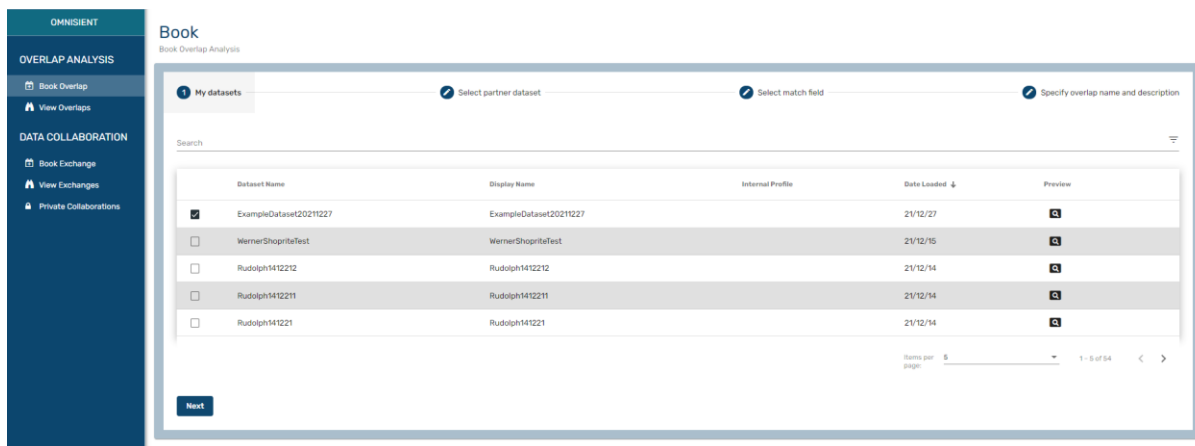 OMNISIENT
OVERLAP ANALYSIS
Book Overlap
View Overlaps
DATA COLLABORATION
Book Exchange
View Exchanges
Private Collaborations
Book
Book Overlap Analysis
1 My datasets Select partner dataset Select match field Specify overlap name and description
Search
Dataset Name Display Name Internal Profile Date Loaded ↓ Preview
ExampleDataset20211227 ExampleDataset20211227 21/12/27
WernerShopriteTest WernerShopriteTest 21/12/15
Rudolph1412212 Rudolph1412212 21/12/14
Rudolph1412211 Rudolph1412211 21/12/14
Rudolph141221 Rudolph141221 21/12/14
Items per page: 5 1 - 5 of 54
Next